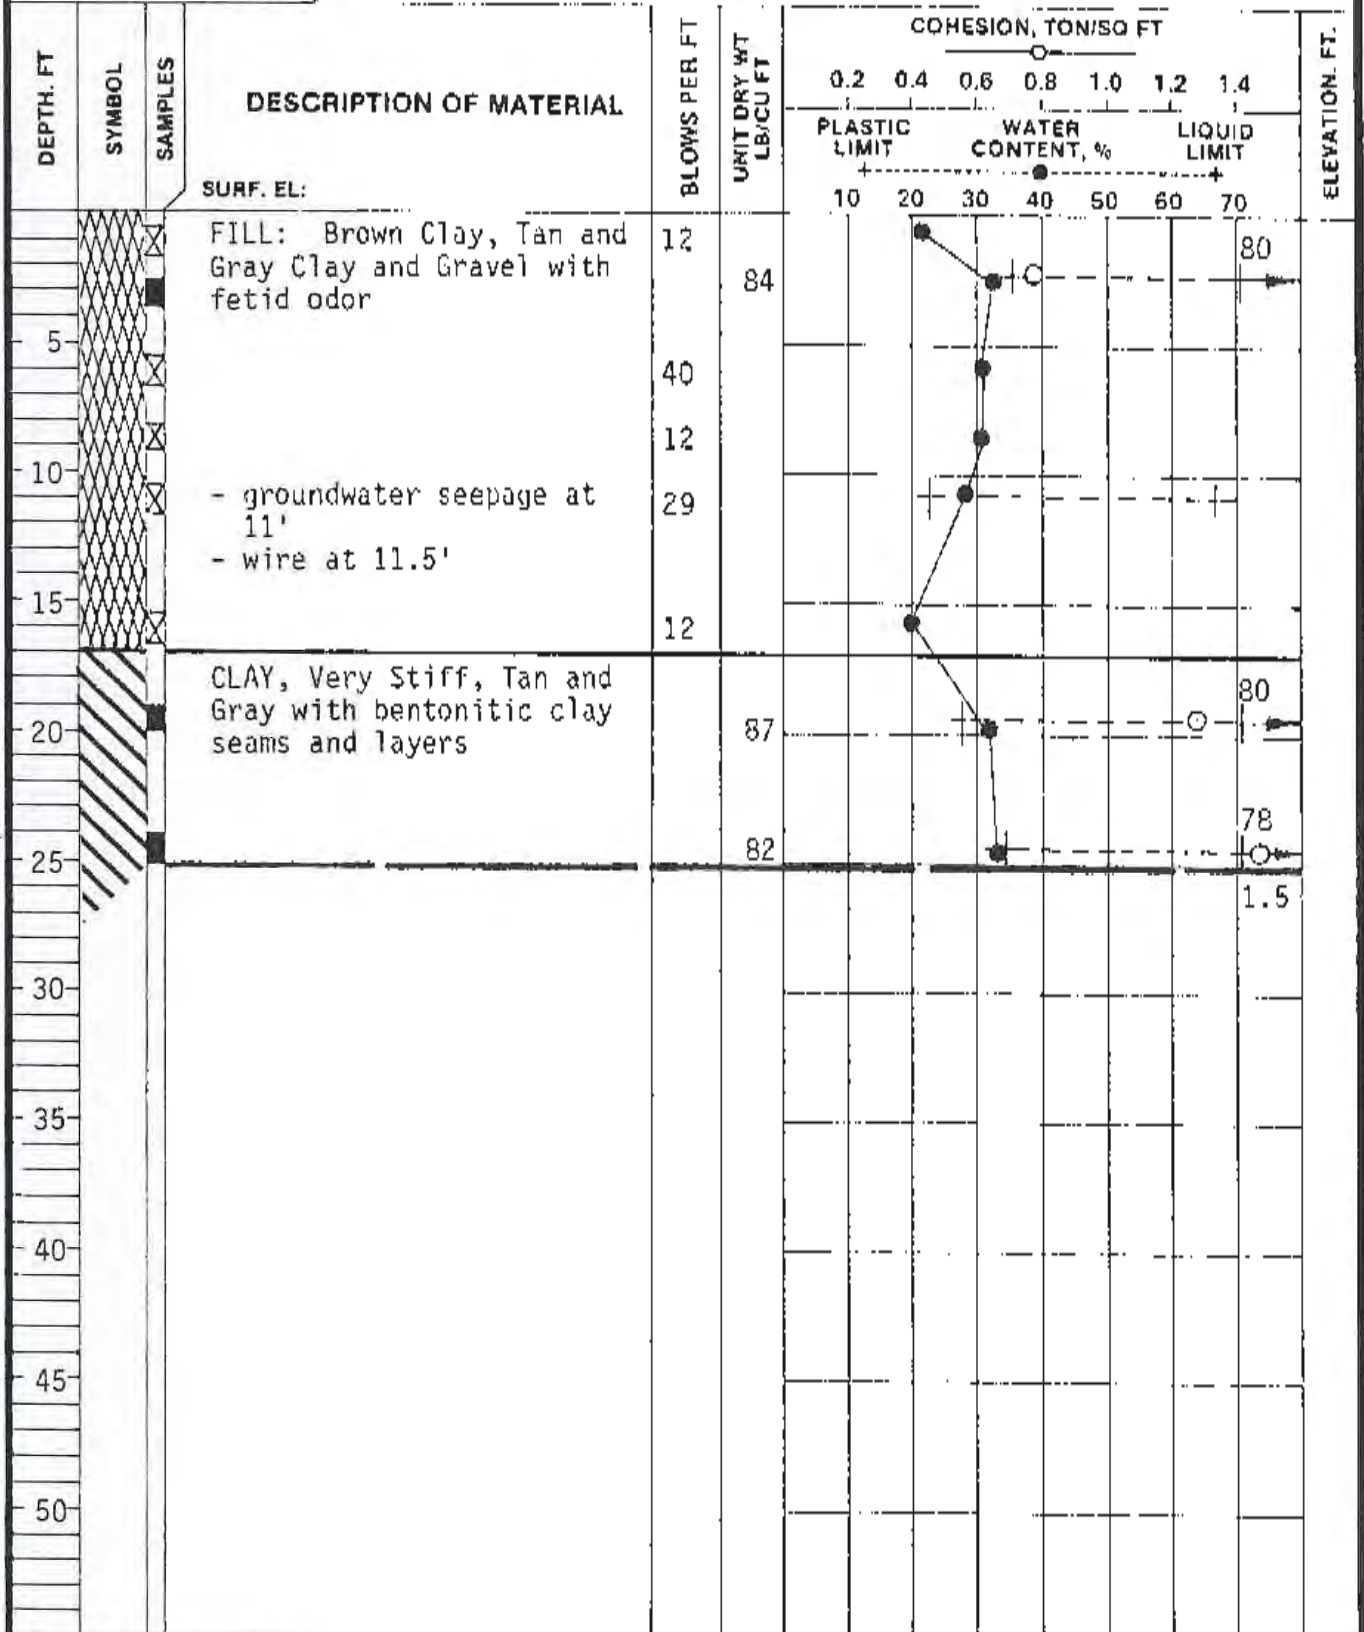 DEPTH. FT
SYMBOL
SAMPLES
DESCRIPTION OF MATERIAL
SURF. EL:
BLOWS PER FT
UNIT DRY WT
LB/CU FT
COHESION, TON/SQ FT
0.2 0.4 0.6 0.8 1.0 1.2 1.4
PLASTIC
LIMIT
WATER
CONTENT, %
LIQUID
LIMIT
10 20 30 40 50 60 70
ELEVATION. FT.
FILL: Brown Clay, Tan and
Gray Clay and Gravel with
fetid odor
12
80
84
5
40
12
10
- groundwater seepage at
11'
- wire at 11.5'
29
15
12
CLAY, Very Stiff, Tan and
Gray with bentonitic clay
seams and layers
80
87
20
78
82
25
1.5
30
35
40
45
50